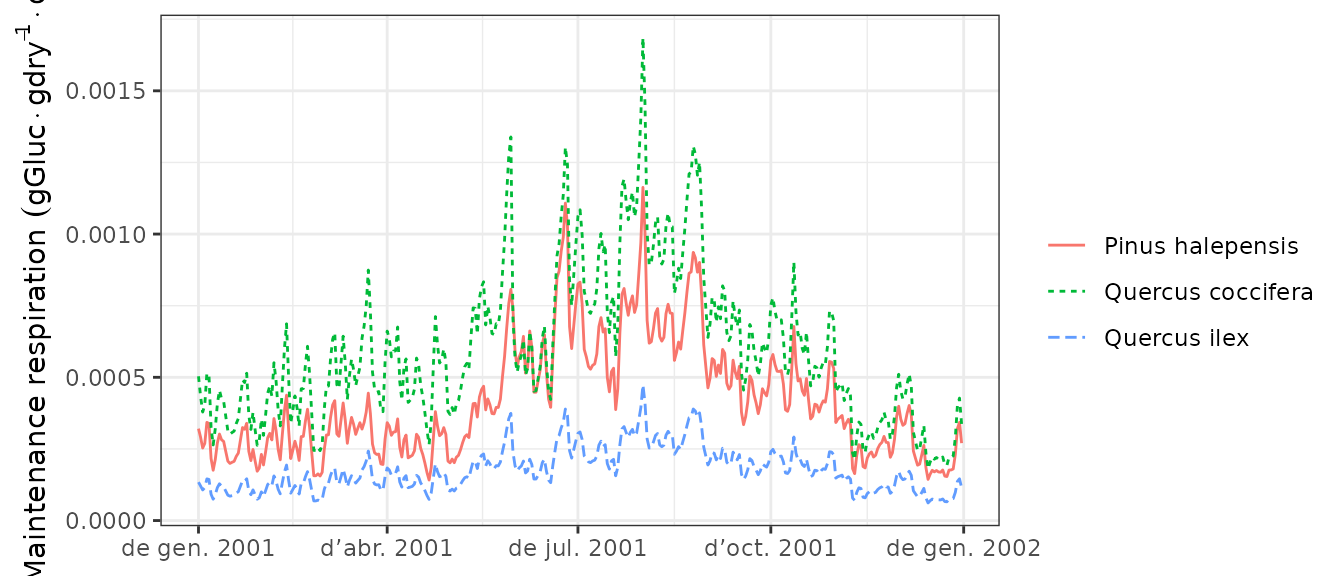 Maintenance respiration (gGluc · gdry⁻¹ ·
0.0015
0.0010
0.0005
0.0000
de gen. 2001 d’abr. 2001 de jul. 2001 d’oct. 2001 de gen. 2002
Pinus halepensis
Quercus coccifera
Quercus ilex